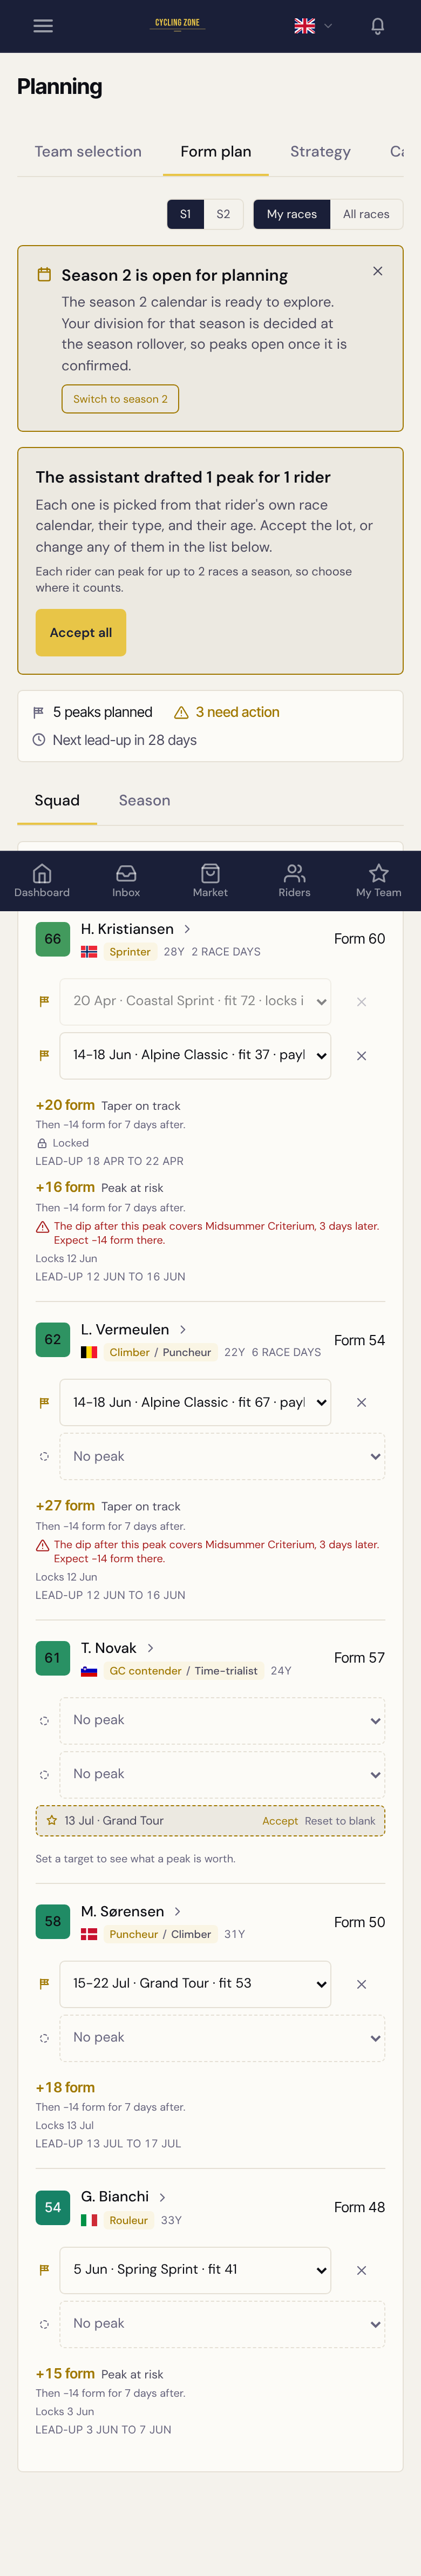 CYCLING ZONE
Planning
Team selection
Form plan
Strategy
Ca
S1
S2
My races
All races
Season 2 is open for planning
The season 2 calendar is ready to explore.
Your division for that season is decided at
the season rollover, so peaks open once it is
confirmed.
Switch to season 2
The assistant drafted 1 peak for 1 rider
Each one is picked from that rider's own race
calendar, their type, and their age. Accept the lot, or
change any of them in the list below.
Each rider can peak for up to 2 races a season, so choose
where it counts.
Accept all
5 peaks planned
3 need action
Next lead-up in 28 days
Squad
Season
Dashboard
Inbox
Market
Riders
My Team
66
H. Kristiansen
Sprinter
28Y
2 RACE DAYS
Form 60
20 Apr · Coastal Sprint · fit 72 · locks i
14-18 Jun · Alpine Classic · fit 37 · payl
+20 form Taper on track
Then -14 form for 7 days after.
Locked
LEAD-UP 18 APR TO 22 APR
+16 form Peak at risk
Then -14 form for 7 days after.
The dip after this peak covers Midsummer Criterium, 3 days later.
Expect -14 form there.
Locks 12 Jun
LEAD-UP 12 JUN TO 16 JUN
62
L. Vermeulen
Climber / Puncheur
22Y
6 RACE DAYS
Form 54
14-18 Jun · Alpine Classic · fit 67 · payl
No peak
+27 form Taper on track
Then -14 form for 7 days after.
The dip after this peak covers Midsummer Criterium, 3 days later.
Expect -14 form there.
Locks 12 Jun
LEAD-UP 12 JUN TO 16 JUN
61
T. Novak
GC contender / Time-trialist
24Y
Form 57
No peak
No peak
13 Jul · Grand Tour
Accept
Reset to blank
Set a target to see what a peak is worth.
58
M. Sørensen
Puncheur / Climber
31Y
Form 50
15-22 Jul · Grand Tour · fit 53
No peak
+18 form
Then -14 form for 7 days after.
Locks 13 Jul
LEAD-UP 13 JUL TO 17 JUL
54
G. Bianchi
Rouleur
33Y
Form 48
5 Jun · Spring Sprint · fit 41
No peak
+15 form Peak at risk
Then -14 form for 7 days after.
Locks 3 Jun
LEAD-UP 3 JUN TO 7 JUN